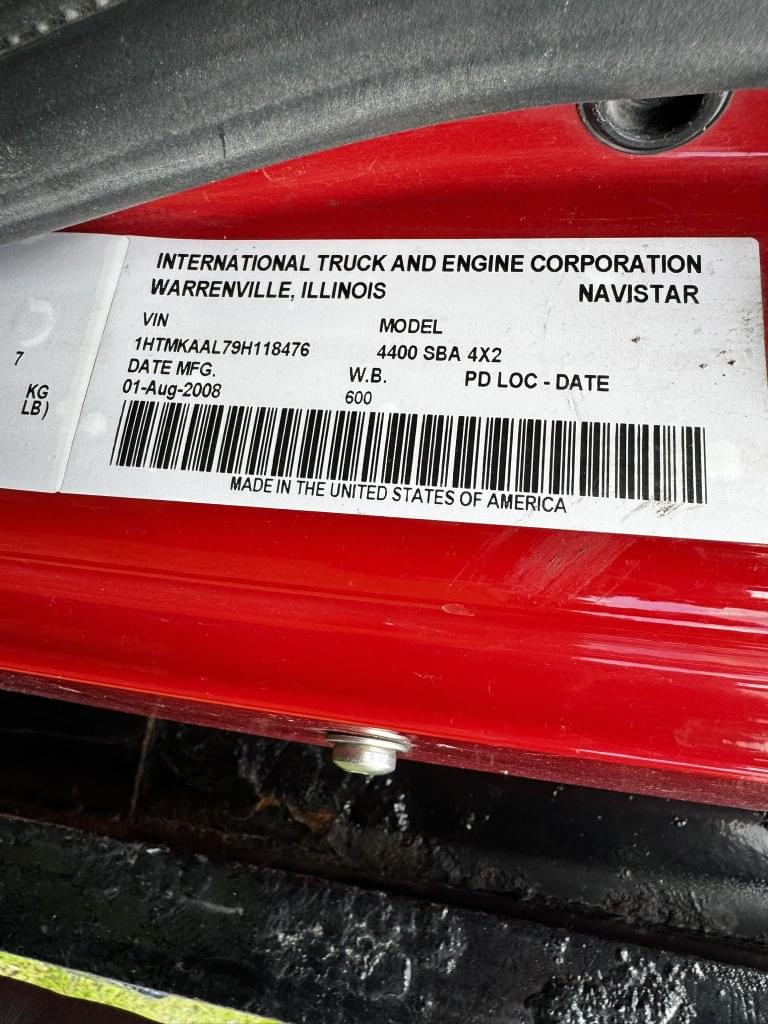 INTERNATIONAL TRUCK AND ENGINE CORPORATION
WARRENVILLE, ILLINOIS NAVISTAR
VIN MODEL
1HTMKAAL79H118476 4400 SBA 4X2
DATE MFG. W.B. PD LOC - DATE
01-Aug-2008 600
MADE IN THE UNITED STATES OF AMERICA
7
KG
LB)